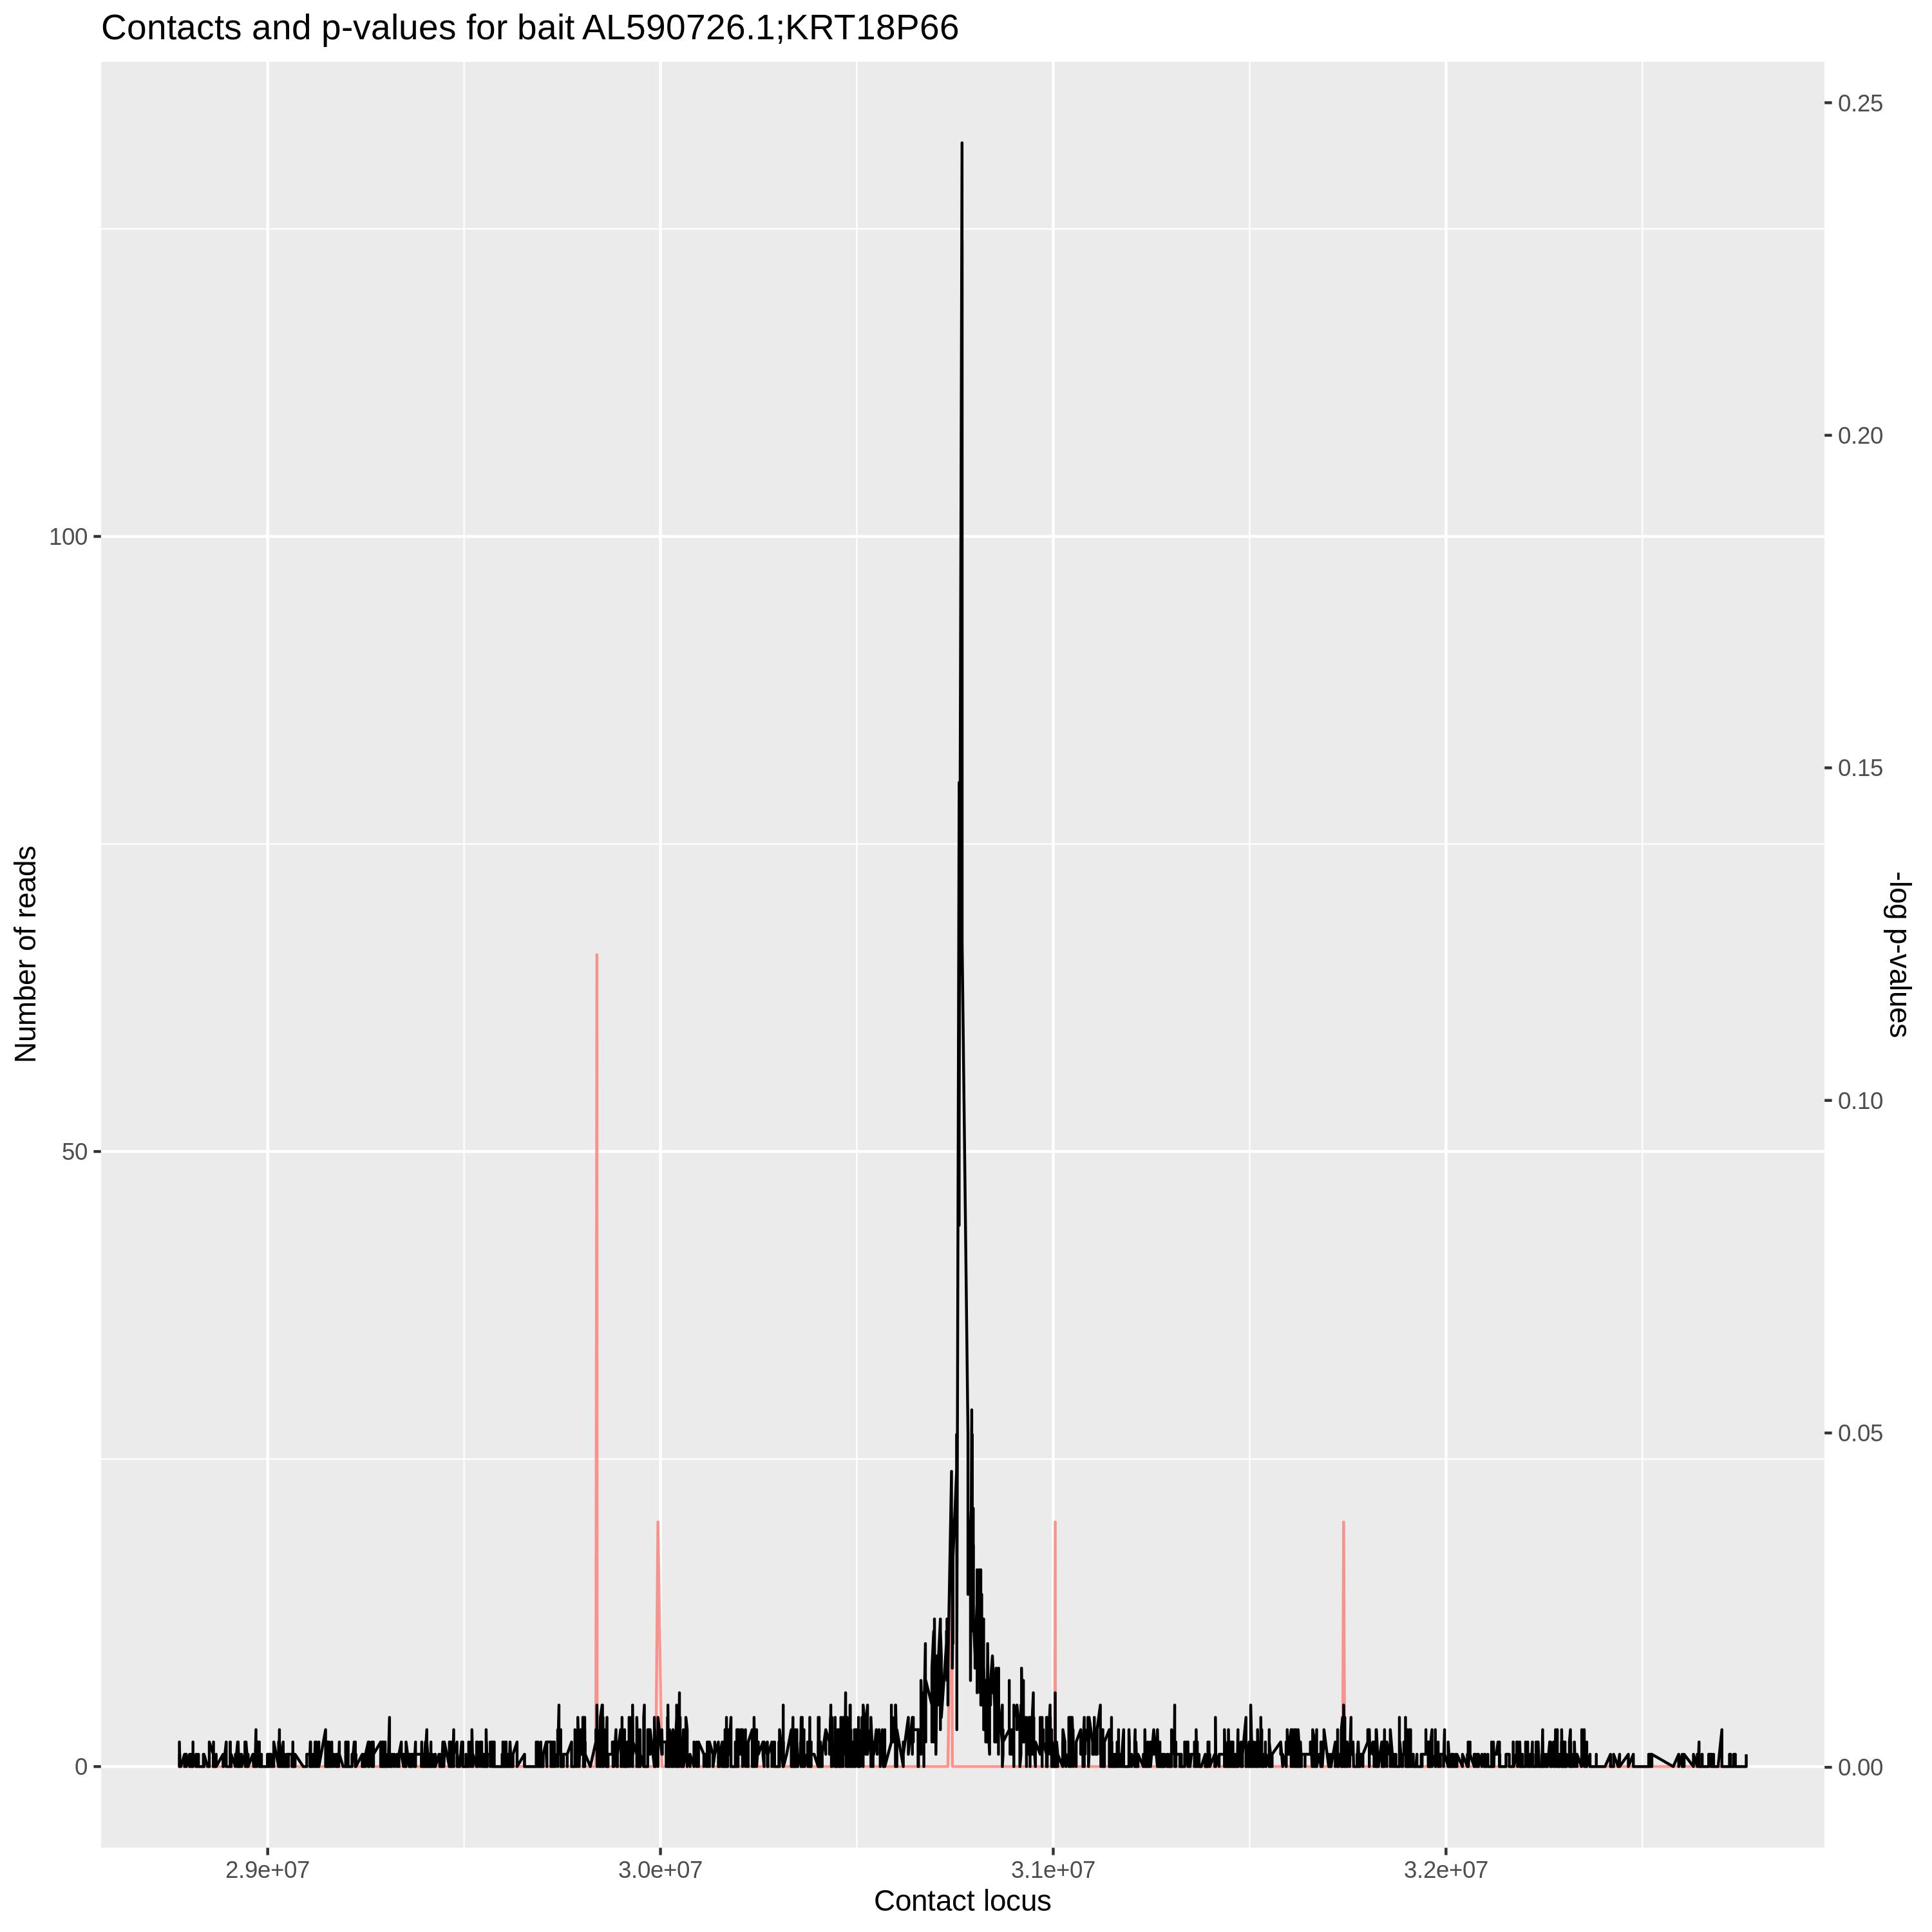 Contacts and p-values for bait AL590726.1;KRT18P66
0.25
0.20
100
0.15
Number of reads
-log p-values
0.10
50
0.05
0
0.00
2.9e+07 3.0e+07 3.1e+07 3.2e+07
Contact locus